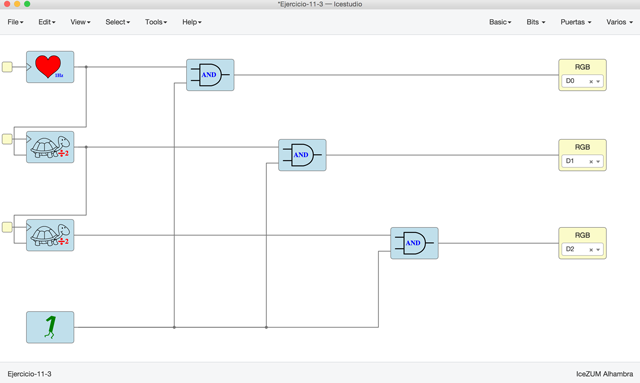 *Ejercicio-11-3 — Icestudio
File Edit View Select Tools Help Basic Bits Puertas Varios
1Hz
AND
RGB
D0
÷2
AND
RGB
D1
÷2
AND
RGB
D2
1
Ejercicio-11-3 IceZUM Alhambra